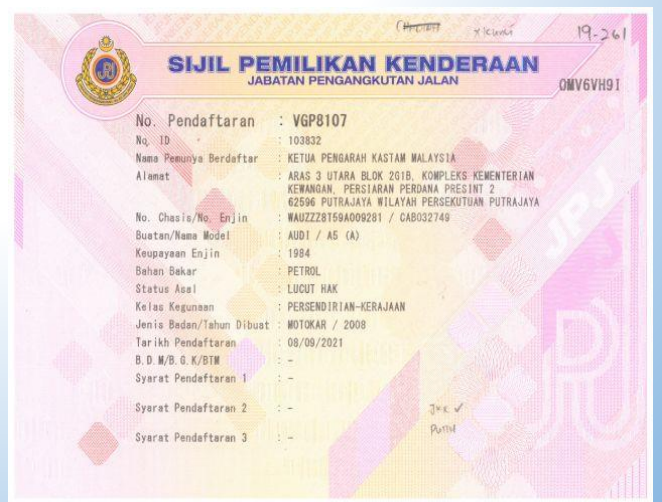 x kunci
19-261
SIJIL PEMILIKAN KENDERAAN
JABATAN PENGANGKUTAN JALAN
OMV6VH9I
No. Pendaftaran : VGP8107
No. ID : 103832
Nama Pemunya Berdaftar : KETUA PENGARAH KASTAM MALAYSIA
Alamat : ARAS 3 UTARA BLOK 2G1B, KOMPLEKS KEMENTERIAN
KEWANGAN, PERSIARAN PERDANA PRESINT 2
62596 PUTRAJAYA WILAYAH PERSEKUTUAN PUTRAJAYA
No. Chasis/No. Enjin : WAUZZZ8T59A009281 / CAB032749
Buatan/Nama Model : AUDI / A5 (A)
Keupayaan Enjin : 1984
Bahan Bakar : PETROL
Status Asal : LUCUT HAK
Kelas Kegunaan : PERSENDIRIAN-KERAJAAN
Jenis Badan/Tahun Dibuat : MOTOKAR / 2008
Tarikh Pendaftaran : 08/09/2021
B.D.M/B.G.K/BTM : -
Syarat Pendaftaran 1 : -
Syarat Pendaftaran 2 : -
JPK ✓
Putih
Syarat Pendaftaran 3 : -
JPJ